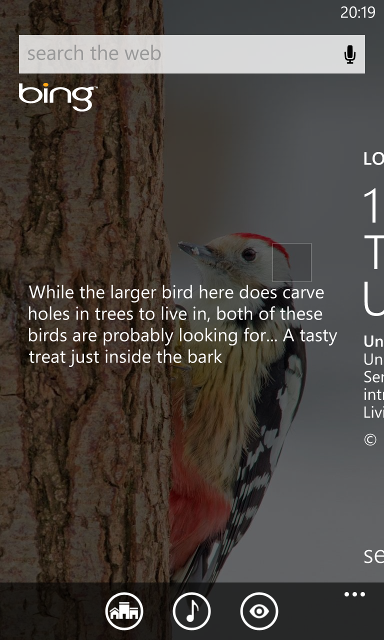 20:19
search the web
bing
LO
1
T
U
While the larger bird here does carve
holes in trees to live in, both of these
birds are probably looking for... A tasty
treat just inside the bark
Un
Un
Ser
intr
Livi
©
se